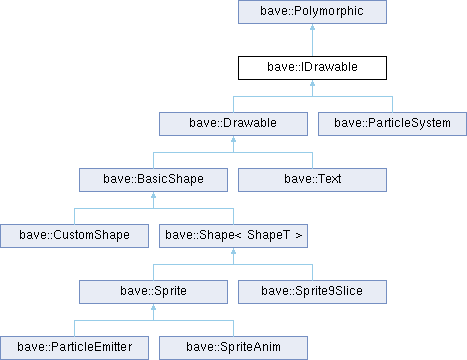 bave::Polymorphic
bave::IDrawable
bave::Drawable
bave::ParticleSystem
bave::BasicShape
bave::Text
bave::CustomShape
bave::Shape< ShapeT >
bave::Sprite
bave::Sprite9Slice
bave::ParticleEmitter
bave::SpriteAnim